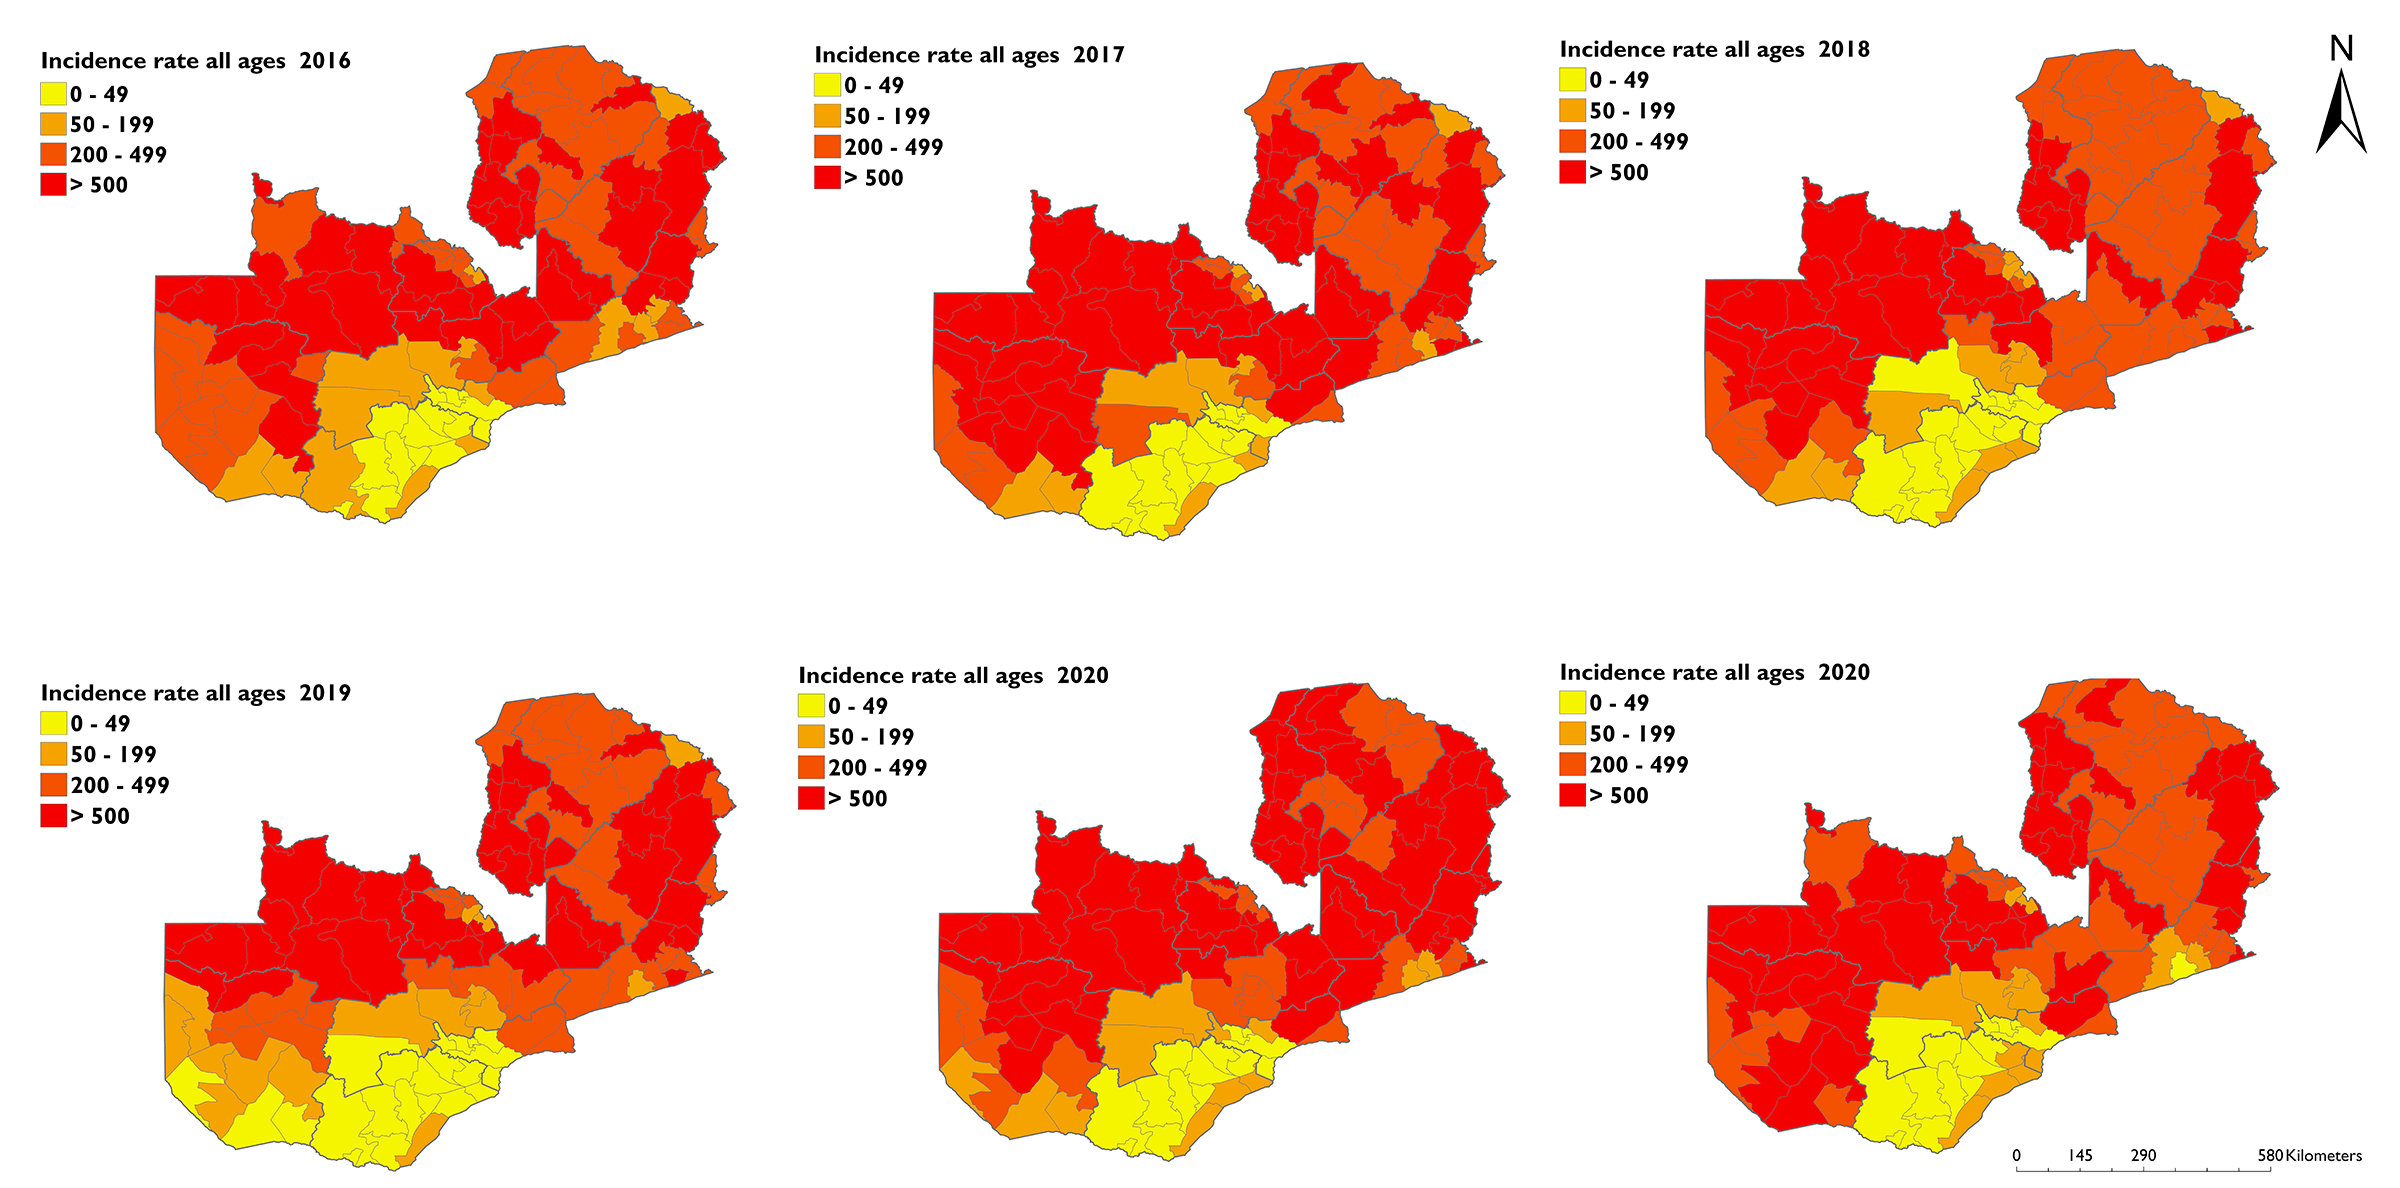 Incidence rate all ages 2016
0 - 49
50 - 199
200 - 499
> 500
Incidence rate all ages 2017
0 - 49
50 - 199
200 - 499
> 500
Incidence rate all ages 2018
0 - 49
50 - 199
200 - 499
> 500
N
Incidence rate all ages 2019
0 - 49
50 - 199
200 - 499
> 500
Incidence rate all ages 2020
0 - 49
50 - 199
200 - 499
> 500
Incidence rate all ages 2020
0 - 49
50 - 199
200 - 499
> 500
0 145 290 580 Kilometers